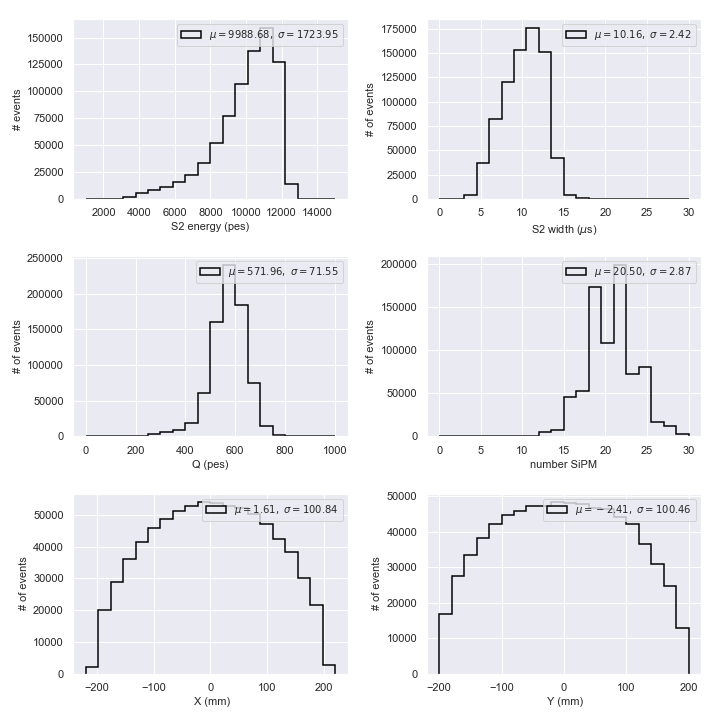 μ = 9988.68, σ = 1723.95
# events
150000
125000
100000
75000
50000
25000
0
2000 4000 6000 8000 10000 12000 14000
S2 energy (pes)
μ = 10.16, σ = 2.42
# of events
175000
150000
125000
100000
75000
50000
25000
0
0 5 10 15 20 25 30
S2 width (μs)
μ = 571.96, σ = 71.55
# of events
250000
200000
150000
100000
50000
0
0 200 400 600 800 1000
Q (pes)
μ = 20.50, σ = 2.87
# of events
200000
150000
100000
50000
0
0 5 10 15 20 25 30
number SiPM
μ = 1.61, σ = 100.84
# of events
50000
40000
30000
20000
10000
0
−200 −100 0 100 200
X (mm)
μ = −2.41, σ = 100.46
# of events
50000
40000
30000
20000
10000
0
−200 −100 0 100 200
Y (mm)